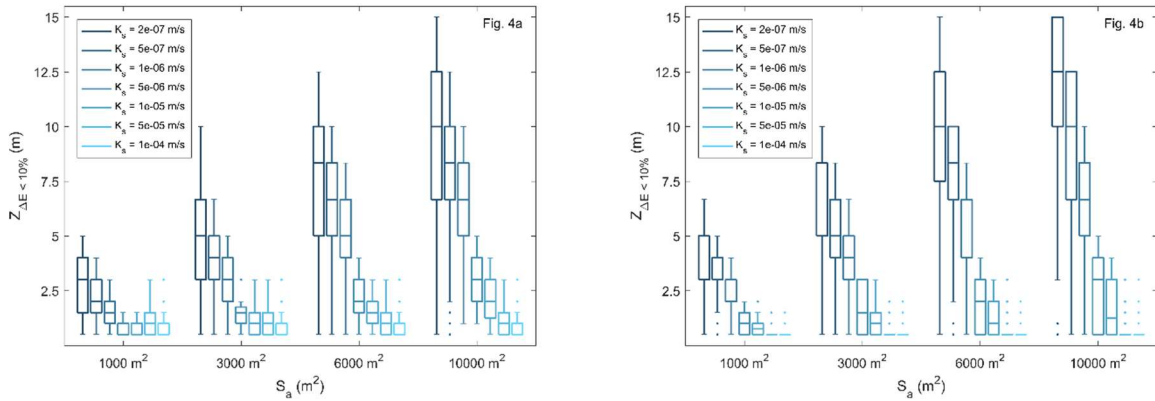 Fig. 4a
K_s = 2e-07 m/s
K_s = 5e-07 m/s
K_s = 1e-06 m/s
K_s = 5e-06 m/s
K_s = 1e-05 m/s
K_s = 5e-05 m/s
K_s = 1e-04 m/s
15
12.5
10
7.5
5
2.5
Z_ΔE < 10% (m)
1000 m²
3000 m²
6000 m²
10000 m²
S_a (m²)
Fig. 4b
K_s = 2e-07 m/s
K_s = 5e-07 m/s
K_s = 1e-06 m/s
K_s = 5e-06 m/s
K_s = 1e-05 m/s
K_s = 5e-05 m/s
K_s = 1e-04 m/s
15
12.5
10
7.5
5
2.5
Z_ΔE < 10% (m)
1000 m²
3000 m²
6000 m²
10000 m²
S_a (m²)